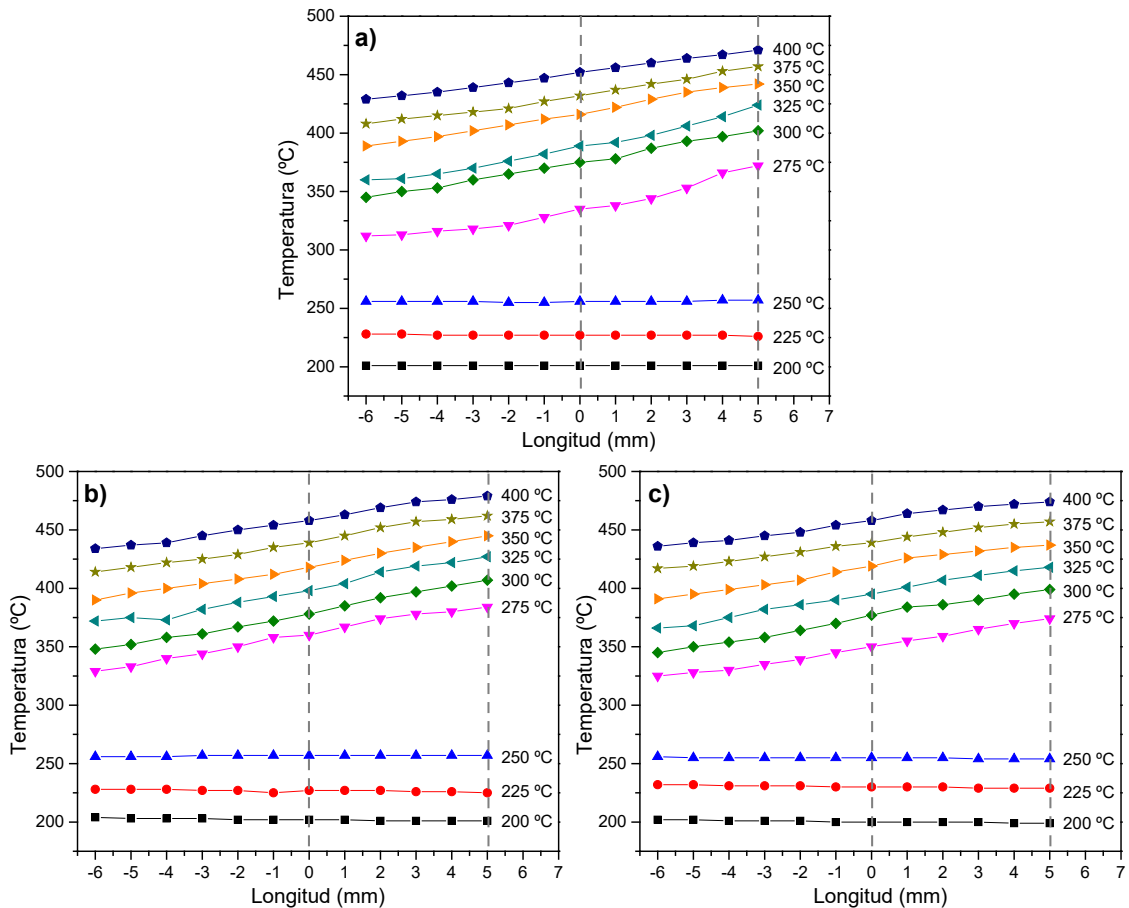 a)
Temperatura (ºC)
500
450
400
350
300
250
200
400 ºC
375 ºC
350 ºC
325 ºC
300 ºC
275 ºC
250 ºC
225 ºC
200 ºC
-6 -5 -4 -3 -2 -1 0 1 2 3 4 5 6 7
Longitud (mm)
b)
Temperatura (ºC)
500
450
400
350
300
250
200
400 ºC
375 ºC
350 ºC
325 ºC
300 ºC
275 ºC
250 ºC
225 ºC
200 ºC
-6 -5 -4 -3 -2 -1 0 1 2 3 4 5 6 7
Longitud (mm)
c)
Temperatura (ºC)
500
450
400
350
300
250
200
400 ºC
375 ºC
350 ºC
325 ºC
300 ºC
275 ºC
250 ºC
225 ºC
200 ºC
-6 -5 -4 -3 -2 -1 0 1 2 3 4 5 6 7
Longitud (mm)